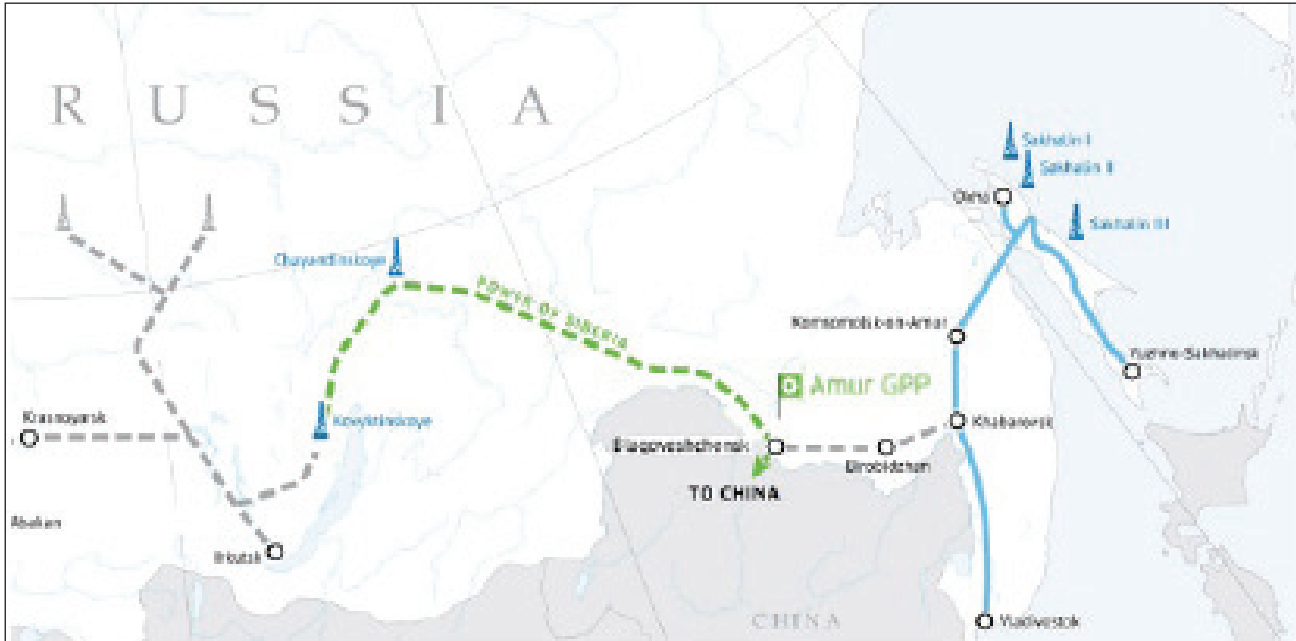 RUSSIA
Sakhalin I
Sakhalin II
Okha
Sakhalin III
Chayandinskoye
POWER OF SIBERIA
Komsomolsk-on-Amur
Yuzhno-Sakhalinsk
Amur GPP
Krasnoyarsk
Kovyktinskoye
Khabarovsk
Blagoveshchensk
Birobidzhan
TO CHINA
Abakan
Irkutsk
CHINA
Vladivostok